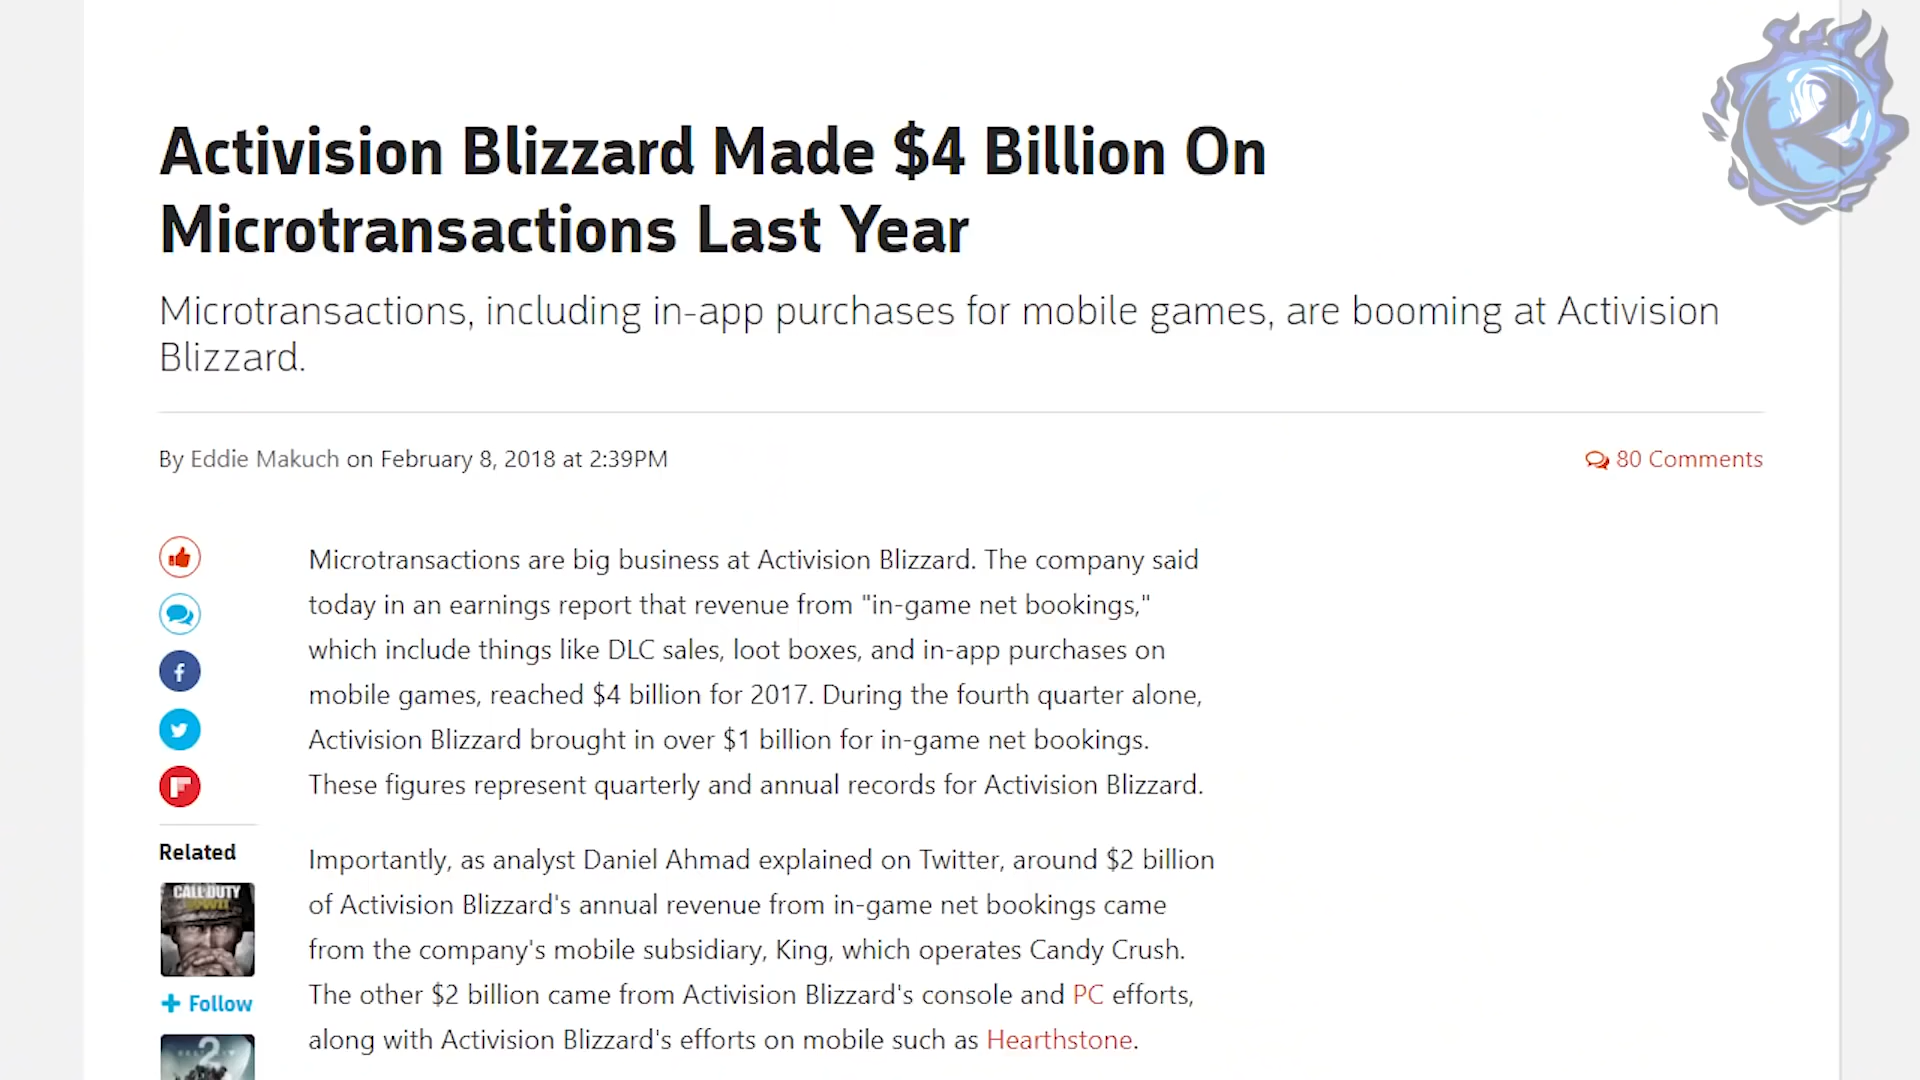 Activision Blizzard Made $4 Billion On
Microtransactions Last Year
Microtransactions, including in-app purchases for mobile games, are booming at Activision
Blizzard.
By Eddie Makuch on February 8, 2018 at 2:39PM
80 Comments
Microtransactions are big business at Activision Blizzard. The company said
today in an earnings report that revenue from "in-game net bookings,"
which include things like DLC sales, loot boxes, and in-app purchases on
mobile games, reached $4 billion for 2017. During the fourth quarter alone,
Activision Blizzard brought in over $1 billion for in-game net bookings.
These figures represent quarterly and annual records for Activision Blizzard.
Related
CALL DUTY
Follow
2
Importantly, as analyst Daniel Ahmad explained on Twitter, around $2 billion
of Activision Blizzard's annual revenue from in-game net bookings came
from the company's mobile subsidiary, King, which operates Candy Crush.
The other $2 billion came from Activision Blizzard's console and PC efforts,
along with Activision Blizzard's efforts on mobile such as Hearthstone.